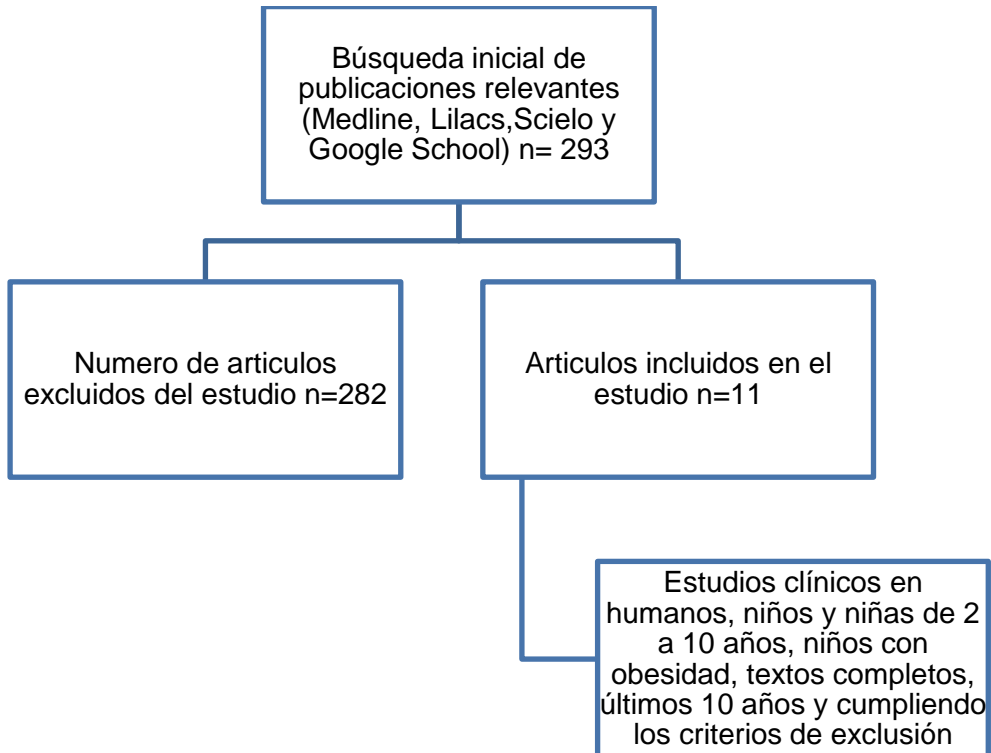 Búsqueda inicial de
publicaciones relevantes
(Medline, Lilacs,Scielo y
Google School) n= 293
Numero de articulos
excluidos del estudio n=282
Articulos incluidos en el
estudio n=11
Estudios clínicos en
humanos, niños y niñas de 2
a 10 años, niños con
obesidad, textos completos,
últimos 10 años y cumpliendo
los criterios de exclusión